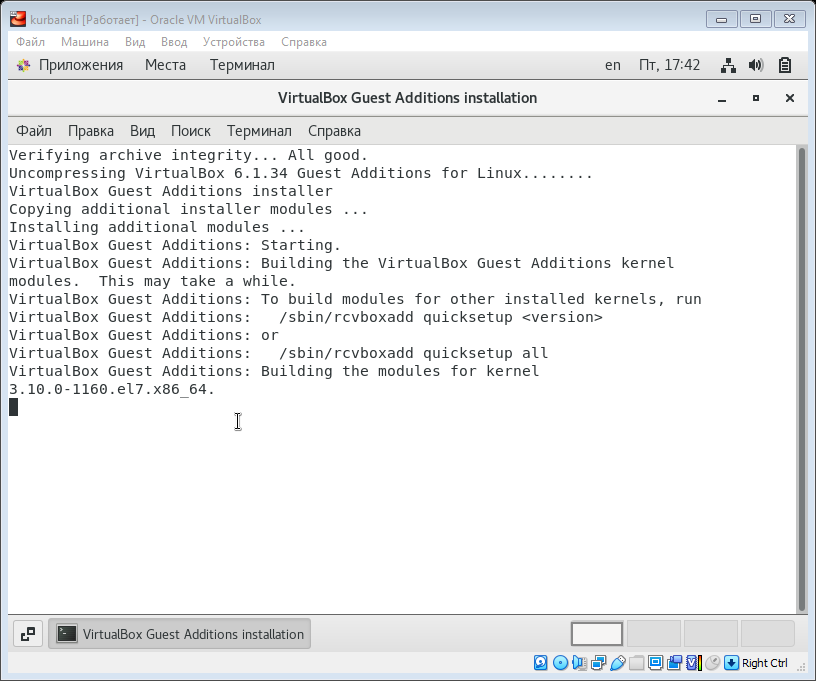 kurbanali [Работает] - Oracle VM VirtualBox
Файл Машина Вид Ввод Устройства Справка
Приложения Места Терминал en Пт, 17:42
VirtualBox Guest Additions installation
Файл Правка Вид Поиск Терминал Справка
Verifying archive integrity... All good.
Uncompressing VirtualBox 6.1.34 Guest Additions for Linux........
VirtualBox Guest Additions installer
Copying additional installer modules ...
Installing additional modules ...
VirtualBox Guest Additions: Starting.
VirtualBox Guest Additions: Building the VirtualBox Guest Additions kernel
modules.  This may take a while.
VirtualBox Guest Additions: To build modules for other installed kernels, run
VirtualBox Guest Additions:   /sbin/rcvboxadd quicksetup <version>
VirtualBox Guest Additions: or
VirtualBox Guest Additions:   /sbin/rcvboxadd quicksetup all
VirtualBox Guest Additions: Building the modules for kernel
3.10.0-1160.el7.x86_64.
VirtualBox Guest Additions installation
Right Ctrl